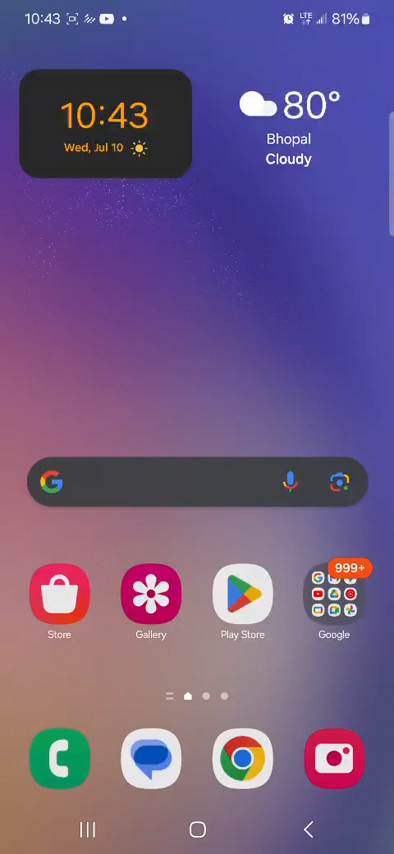 10:43
LTE
81%
10:43
Wed, Jul 10
80°
Bhopal
Cloudy
999+
Store
Gallery
Play Store
Google